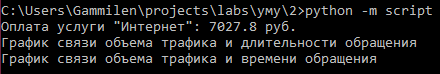 C:\Users\Gammilen\projects\labs\уму\2>python -m script
Оплата услуги "Интернет": 7027.8 руб.
График связи объема трафика и длительности обращения
График связи объема трафика и времени обращения